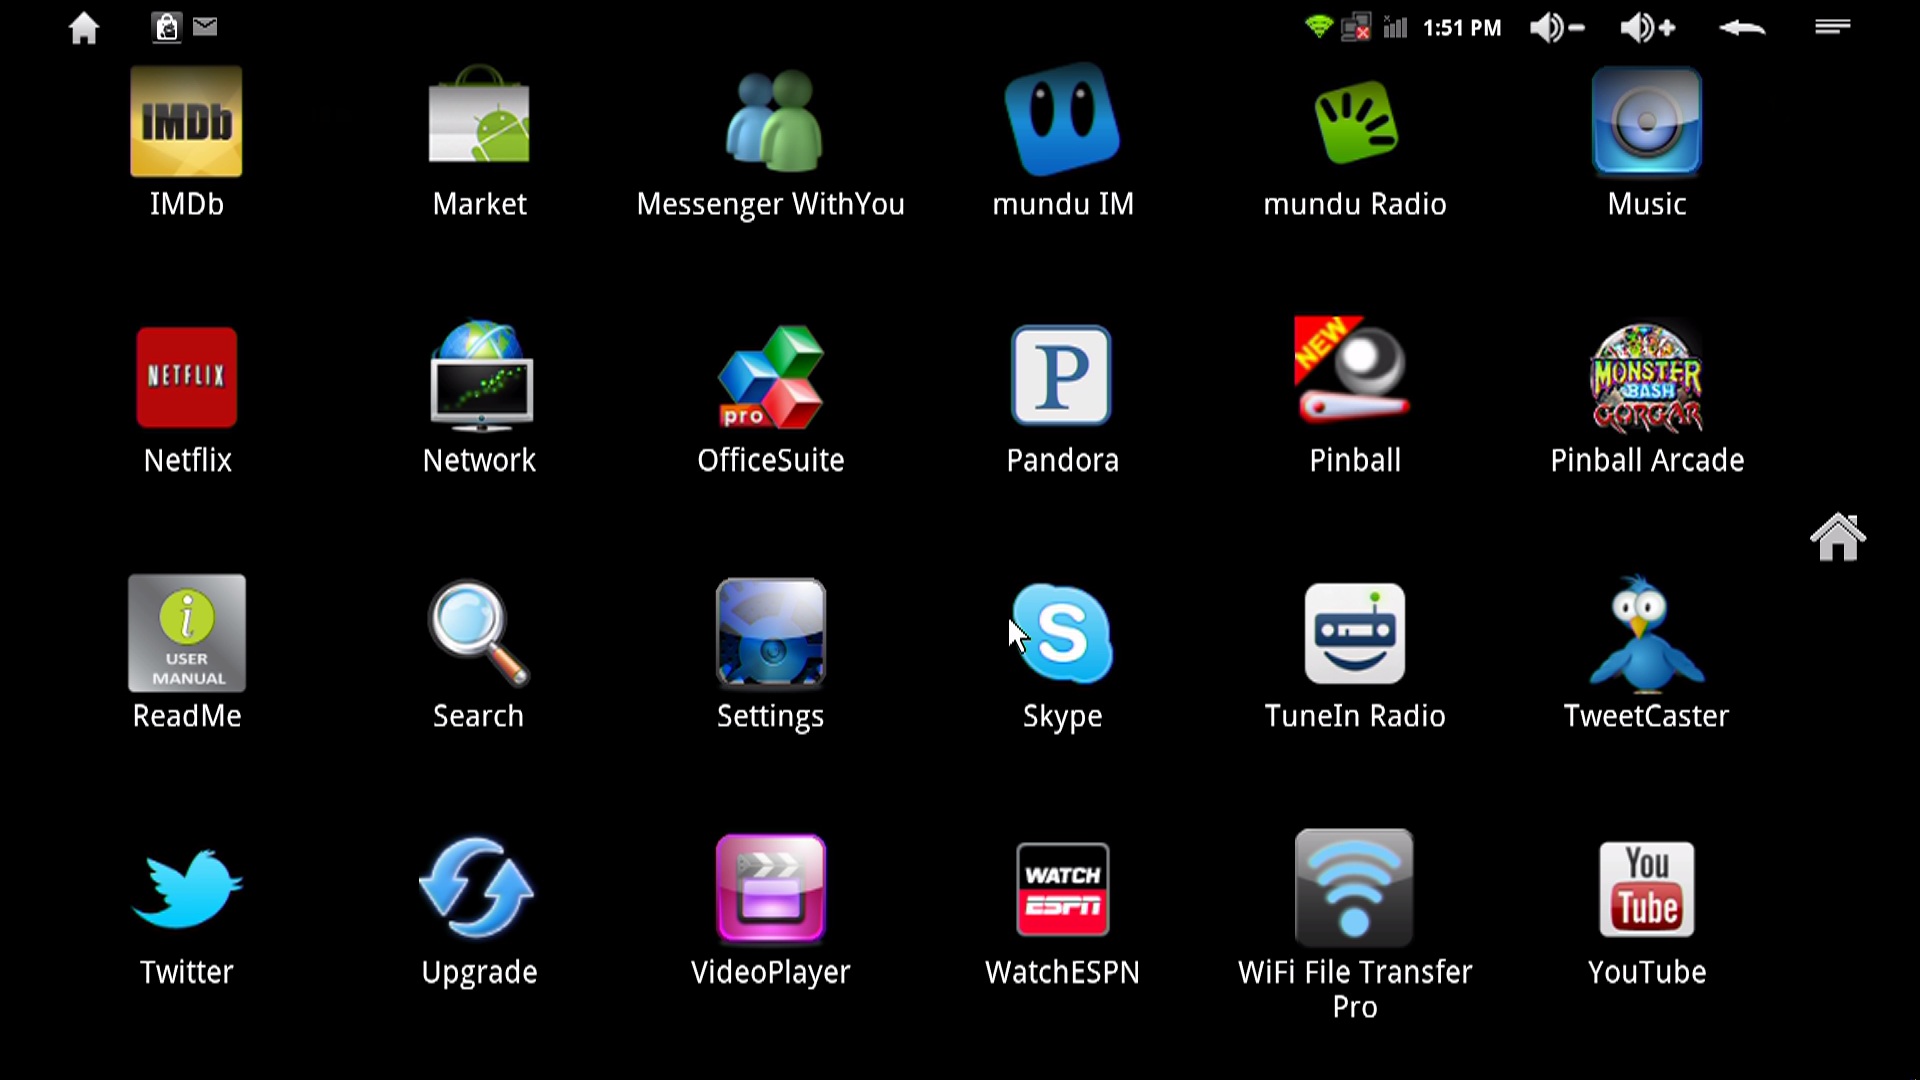 1:51 PM
IMDb
IMDb
Market
Messenger WithYou
mundu IM
mundu Radio
Music
NETFLIX
pro
P
NEW
MONSTER
BASH
GORGAR
Netflix
Network
OfficeSuite
Pandora
Pinball
Pinball Arcade
i
USER
MANUAL
S
ReadMe
Search
Settings
Skype
TuneIn Radio
TweetCaster
WATCH
ESPN
You
Tube
Twitter
Upgrade
VideoPlayer
WatchESPN
WiFi File Transfer
Pro
YouTube